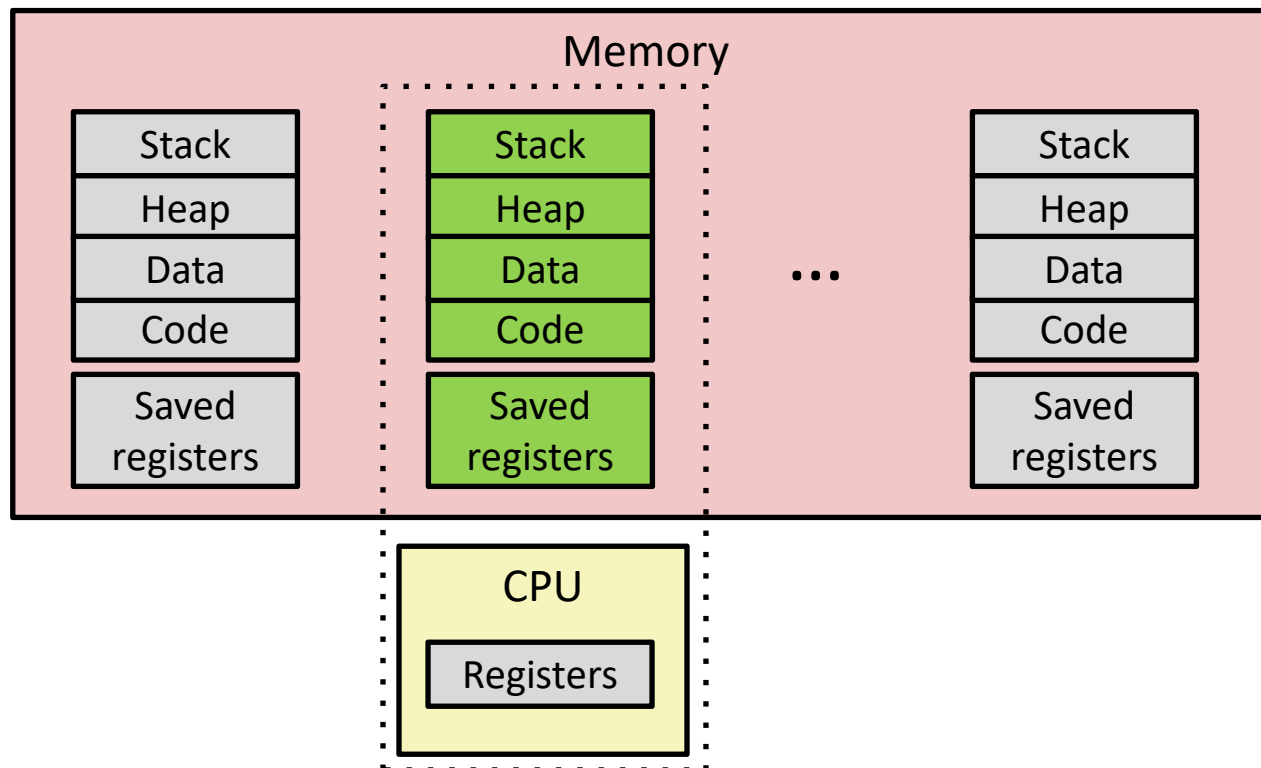 Memory
Stack
Heap
Data
Code
Saved
registers
Stack
Heap
Data
Code
Saved
registers
...
Stack
Heap
Data
Code
Saved
registers
CPU
Registers